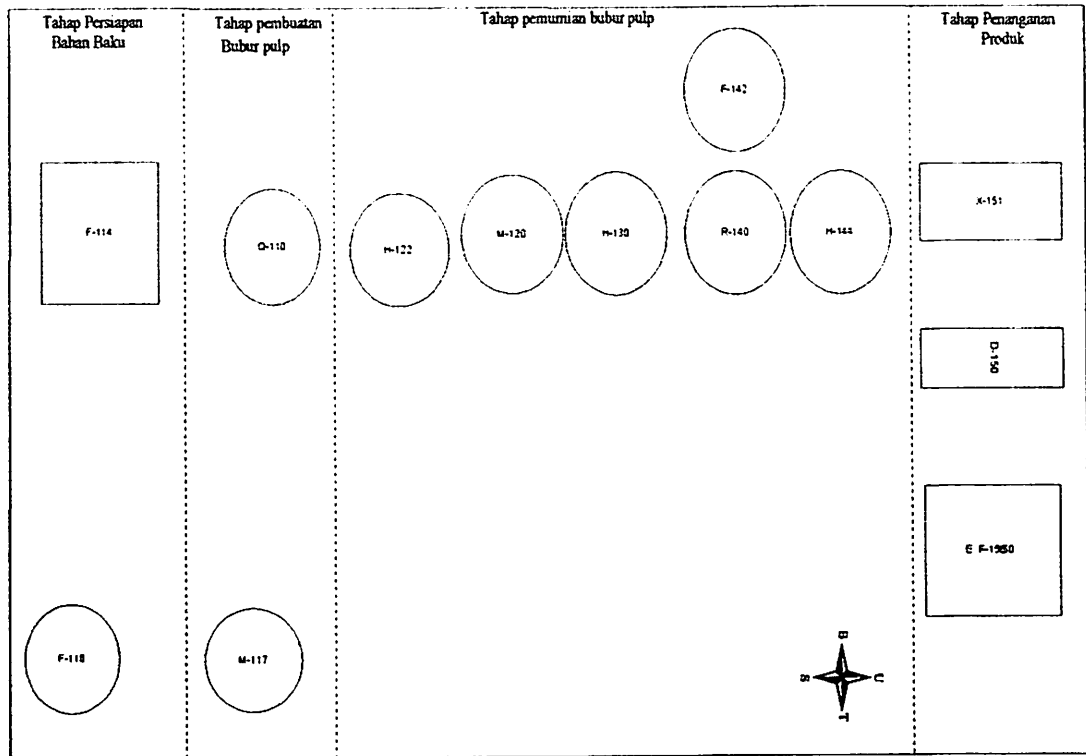 Tahap Persiapan
Bahan Baku
Tahap pembuatan
Bubur pulp
Tahap pemurnian bubur pulp
Tahap Penanganan
Produk
F-142
F-114
Q-110
H-122
M-120
H-130
R-140
H-144
X-151
D-150
F-118
M-117
B
S
U
T